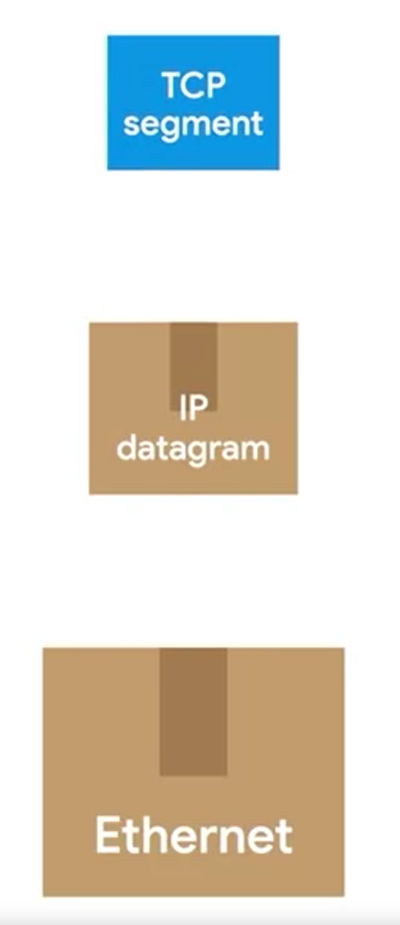 TCP
segment
IP
datagram
Ethernet